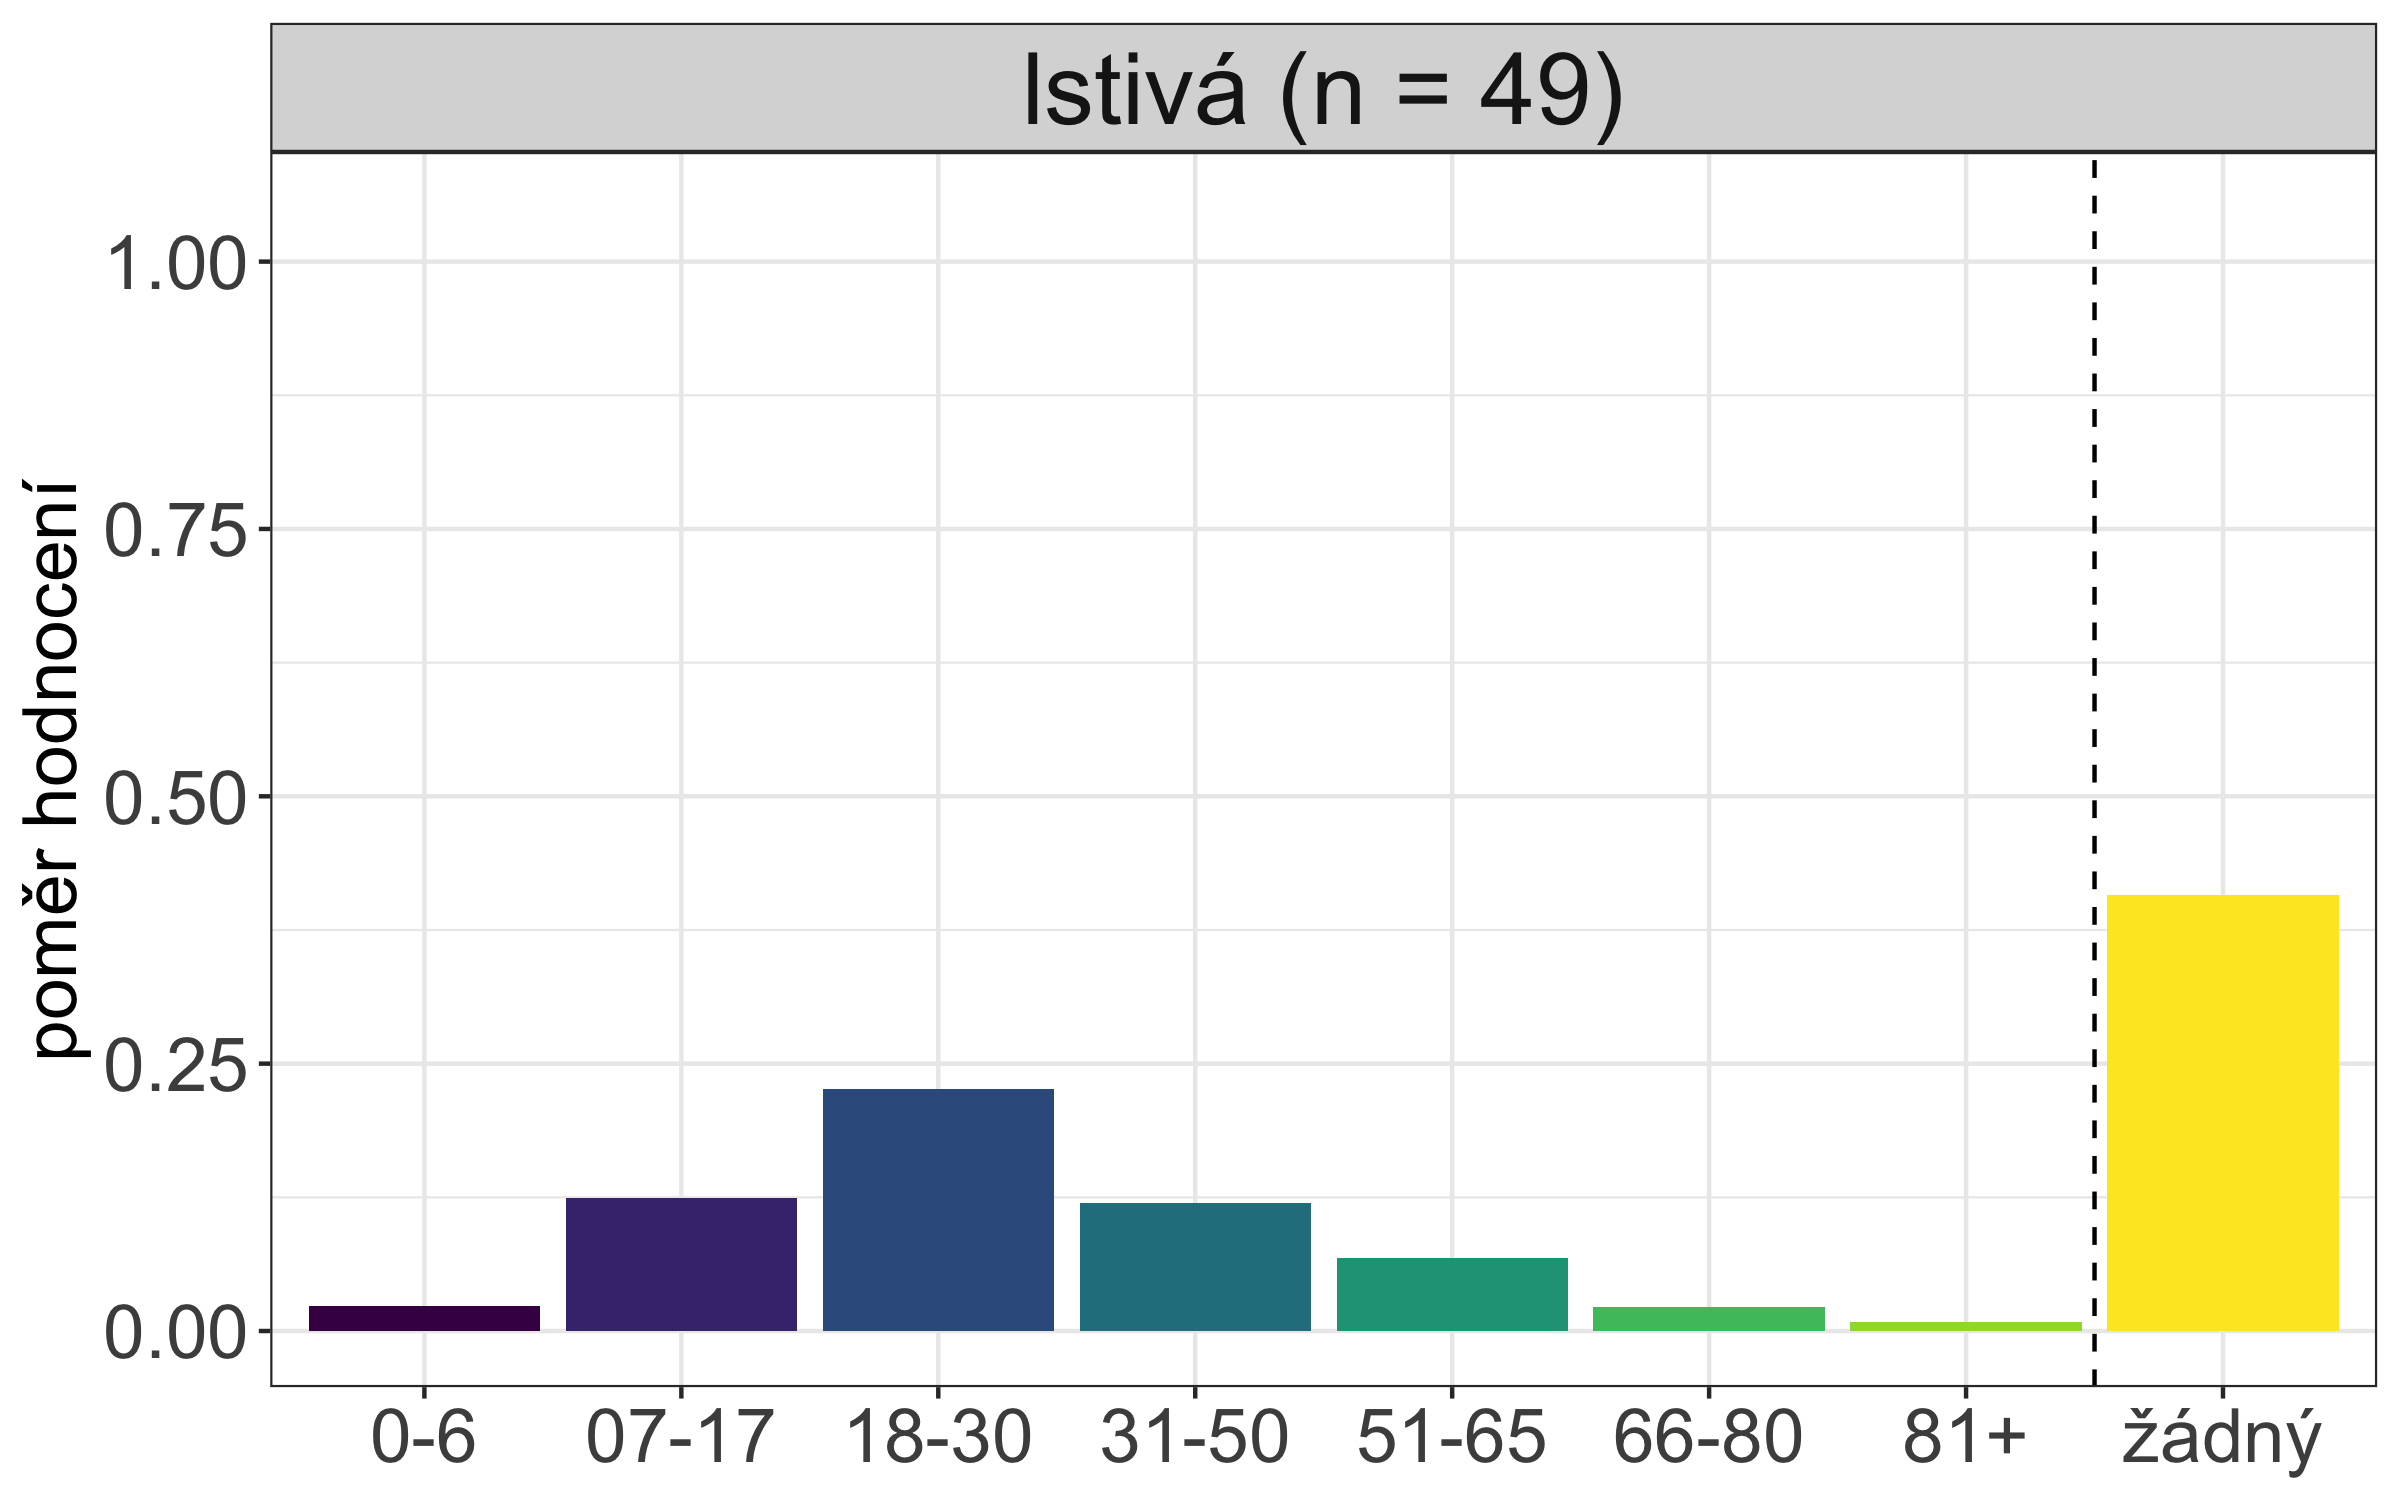 lstivá (n = 49)
poměr hodnocení
1.00
0.75
0.50
0.25
0.00
0-6 07-17 18-30 31-50 51-65 66-80 81+ žádný